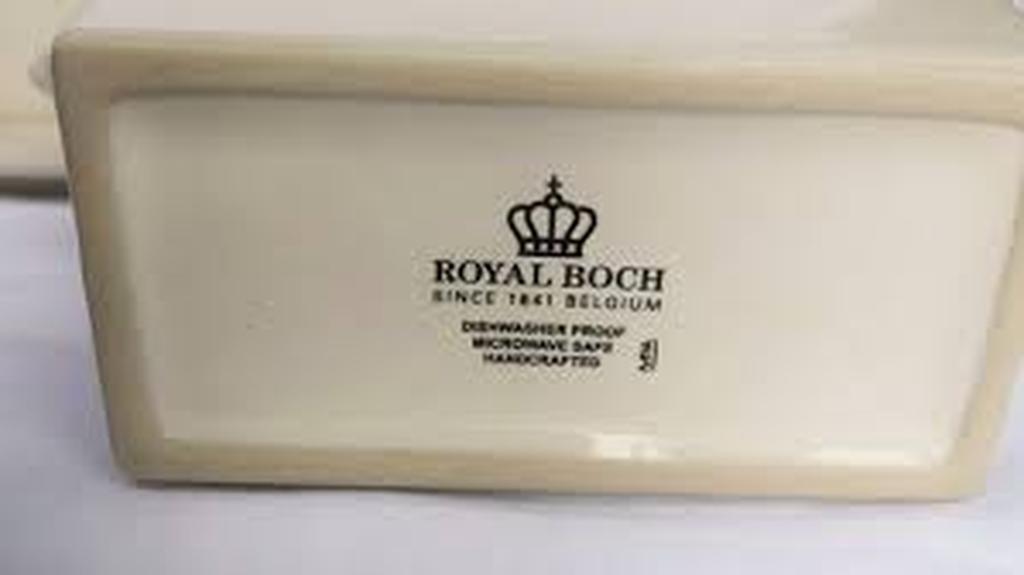 ROYAL BOCH
SINCE 1841 BELGIUM
DISHWASHER PROOF
MICROWAVE SAFE
HANDCRAFTED